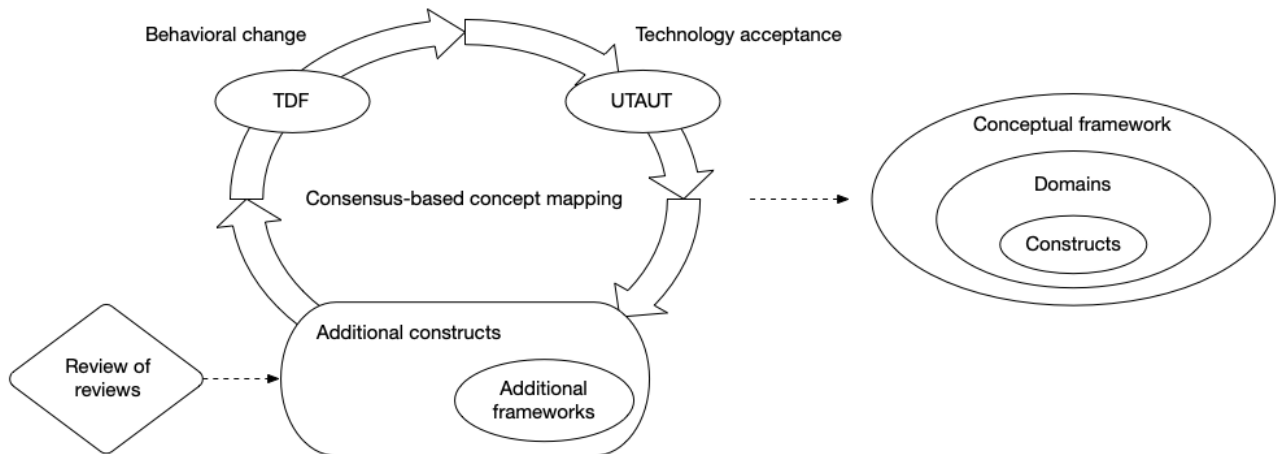 Behavioral change
Technology acceptance
TDF
UTAUT
Conceptual framework
Domains
Consensus-based concept mapping
Constructs
Additional constructs
Review of
reviews
Additional
frameworks